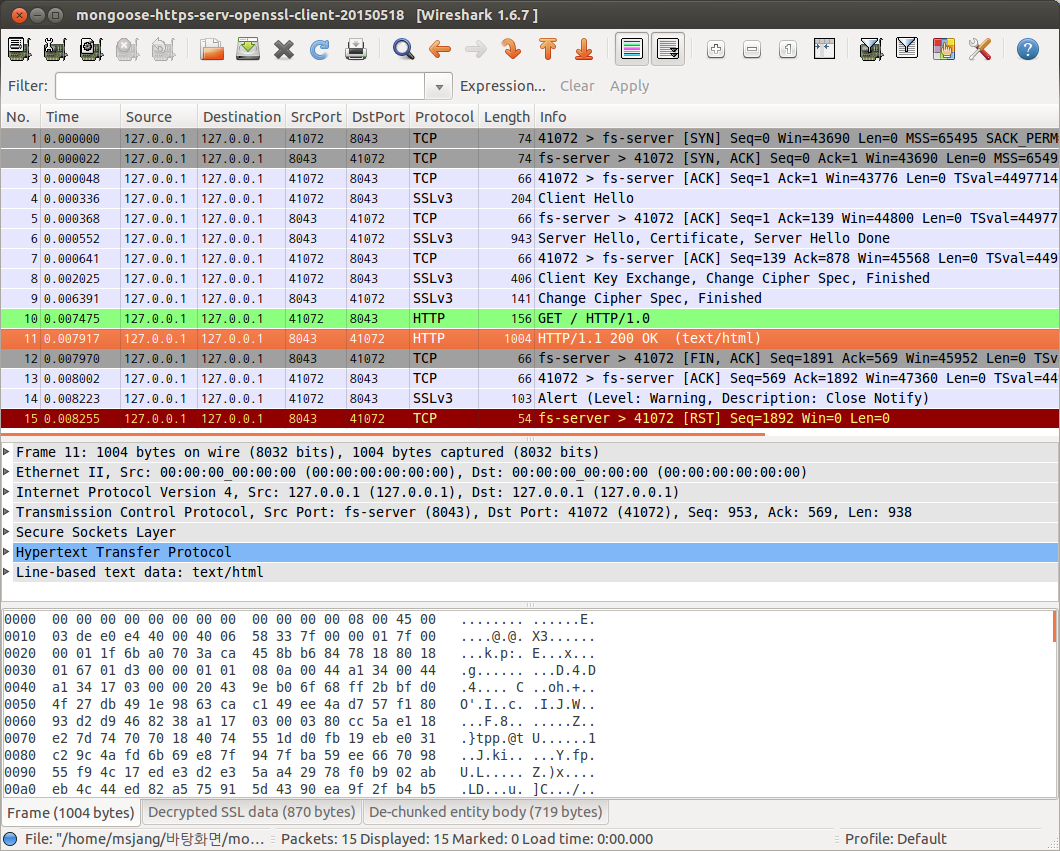 mongoose-https-serv-openssl-client-20150518 [Wireshark 1.6.7 ]
Filter: Expression... Clear Apply
No. Time Source Destination SrcPort DstPort Protocol Length Info
1 0.000000 127.0.0.1 127.0.0.1 41072 8043 TCP 74 41072 > fs-server [SYN] Seq=0 Win=43690 Len=0 MSS=65495 SACK_PERM
2 0.000022 127.0.0.1 127.0.0.1 8043 41072 TCP 74 fs-server > 41072 [SYN, ACK] Seq=0 Ack=1 Win=43690 Len=0 MSS=6549
3 0.000048 127.0.0.1 127.0.0.1 41072 8043 TCP 66 41072 > fs-server [ACK] Seq=1 Ack=1 Win=43776 Len=0 TSval=4497714
4 0.000336 127.0.0.1 127.0.0.1 41072 8043 SSLv3 204 Client Hello
5 0.000368 127.0.0.1 127.0.0.1 8043 41072 TCP 66 fs-server > 41072 [ACK] Seq=1 Ack=139 Win=44800 Len=0 TSval=44977
6 0.000552 127.0.0.1 127.0.0.1 8043 41072 SSLv3 943 Server Hello, Certificate, Server Hello Done
7 0.000641 127.0.0.1 127.0.0.1 41072 8043 TCP 66 41072 > fs-server [ACK] Seq=139 Ack=878 Win=45568 Len=0 TSval=449
8 0.002025 127.0.0.1 127.0.0.1 41072 8043 SSLv3 406 Client Key Exchange, Change Cipher Spec, Finished
9 0.006391 127.0.0.1 127.0.0.1 8043 41072 SSLv3 141 Change Cipher Spec, Finished
10 0.007475 127.0.0.1 127.0.0.1 41072 8043 HTTP 156 GET / HTTP/1.0
11 0.007917 127.0.0.1 127.0.0.1 8043 41072 HTTP 1004 HTTP/1.1 200 OK (text/html)
12 0.007970 127.0.0.1 127.0.0.1 8043 41072 TCP 66 fs-server > 41072 [FIN, ACK] Seq=1891 Ack=569 Win=45952 Len=0 TSv
13 0.008002 127.0.0.1 127.0.0.1 41072 8043 TCP 66 41072 > fs-server [ACK] Seq=569 Ack=1892 Win=47360 Len=0 TSval=44
14 0.008223 127.0.0.1 127.0.0.1 41072 8043 SSLv3 103 Alert (Level: Warning, Description: Close Notify)
15 0.008255 127.0.0.1 127.0.0.1 8043 41072 TCP 54 fs-server > 41072 [RST] Seq=1892 Win=0 Len=0
Frame 11: 1004 bytes on wire (8032 bits), 1004 bytes captured (8032 bits)
Ethernet II, Src: 00:00:00_00:00:00 (00:00:00:00:00:00), Dst: 00:00:00_00:00:00 (00:00:00:00:00:00)
Internet Protocol Version 4, Src: 127.0.0.1 (127.0.0.1), Dst: 127.0.0.1 (127.0.0.1)
Transmission Control Protocol, Src Port: fs-server (8043), Dst Port: 41072 (41072), Seq: 953, Ack: 569, Len: 938
Secure Sockets Layer
Hypertext Transfer Protocol
Line-based text data: text/html
0000 00 00 00 00 00 00 00 00 00 00 00 00 08 00 45 00 ........ ......E.
0010 03 de e0 e4 40 00 40 06 58 33 7f 00 00 01 7f 00 ....@.@. X3......
0020 00 01 1f 6b a0 70 3a ca 45 8b b6 84 78 18 80 18 ...k.p:. E...x...
0030 01 67 01 d3 00 00 01 01 08 0a 00 44 a1 34 00 44 .g...... ...D.4.D
0040 a1 34 17 03 00 00 20 43 9e b0 6f 68 ff 2b bf d0 .4.... C ..oh.+..
0050 4f 27 db 49 1e 98 63 ca c1 49 ee 4a d7 57 f1 80 O'.I..c. .I.J.W..
0060 93 d2 d9 46 82 38 a1 17 03 00 03 80 cc 5a e1 18 ...F.8.. .....Z..
0070 e2 7d 74 70 70 18 40 74 55 1d d0 fb 19 eb e0 31 .}tpp.@t U......1
0080 c2 9c 4a fd 6b 69 e8 7f 94 7f ba 59 ee 66 70 98 ..J.ki.. ...Y.fp.
0090 55 f9 4c 17 ed e3 d2 e3 5a a4 29 78 f0 b9 02 ab U.L..... Z.)x....
00a0 eb 4c 44 ed 82 a5 75 91 5d 43 90 ea 9f 2f b4 b5 .LD...u. ]C.../..
Frame (1004 bytes) Decrypted SSL data (870 bytes) De-chunked entity body (719 bytes)
File: "/home/msjang/바탕화면/mo... Packets: 15 Displayed: 15 Marked: 0 Load time: 0:00.000 Profile: Default